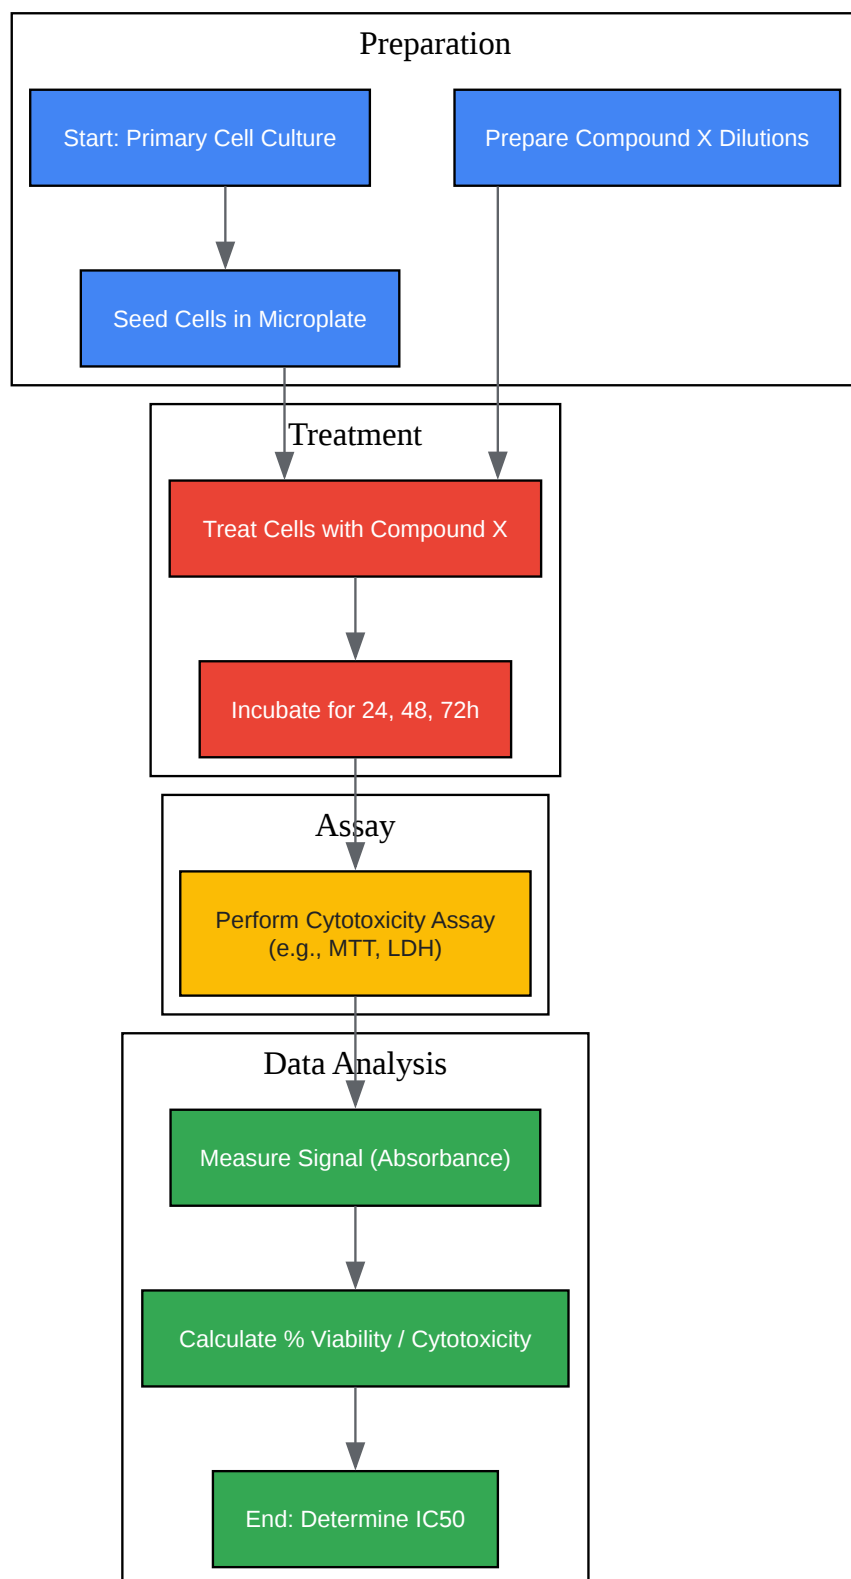 Preparation
Start: Primary Cell Culture
Prepare Compound X Dilutions
Seed Cells in Microplate
Treatment
Treat Cells with Compound X
Incubate for 24, 48, 72h
Assay
Perform Cytotoxicity Assay
(e.g., MTT, LDH)
Data Analysis
Measure Signal (Absorbance)
Calculate % Viability / Cytotoxicity
End: Determine IC50